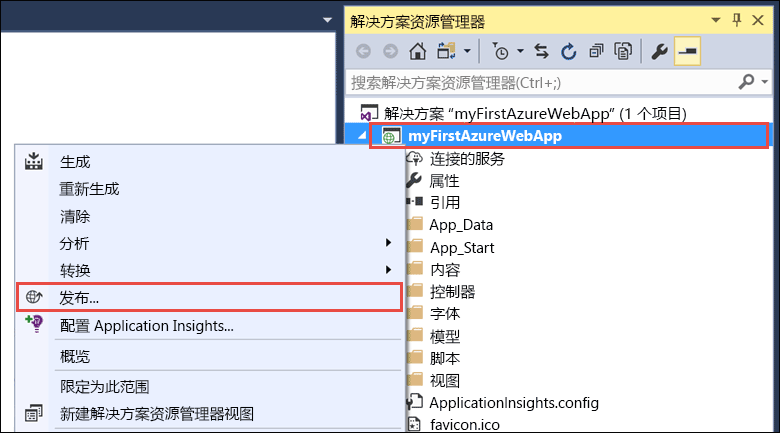 解决方案资源管理器
搜索解决方案资源管理器(Ctrl+;)
解决方案 “myFirstAzureWebApp” (1 个项目)
myFirstAzureWebApp
连接的服务
属性
引用
App_Data
App_Start
内容
控制器
字体
模型
脚本
视图
ApplicationInsights.config
favicon.ico
生成
重新生成
清除
分析
转换
发布...
配置 Application Insights...
概览
限定为此范围
新建解决方案资源管理器视图